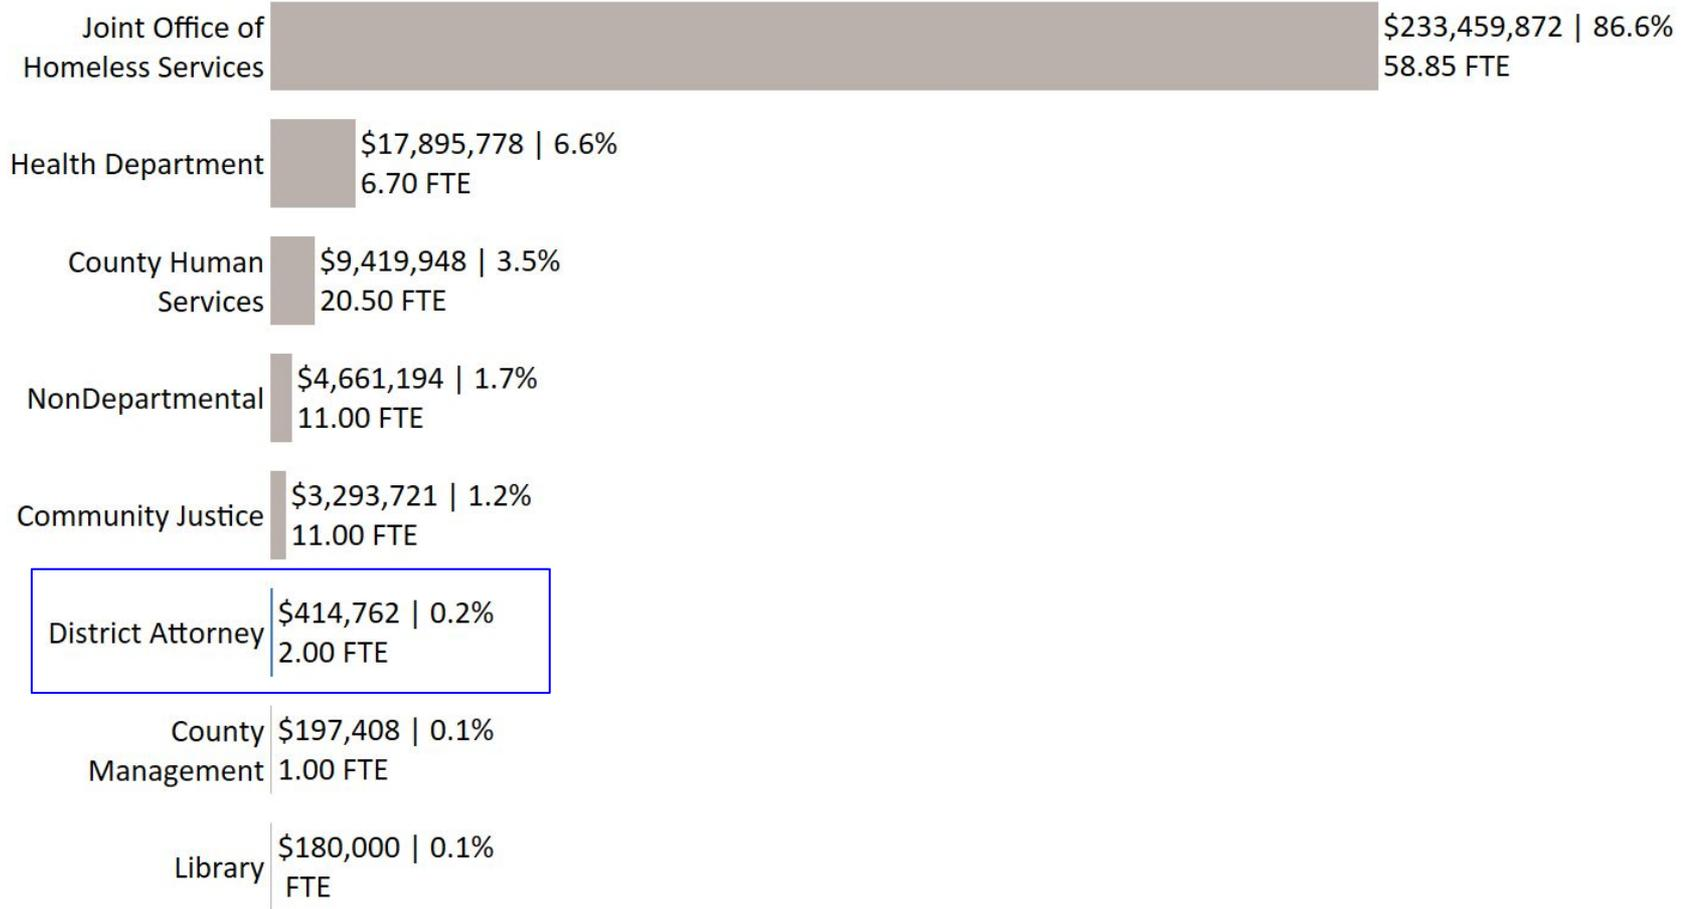 Joint Office of
Homeless Services
$233,459,872 | 86.6%
58.85 FTE
Health Department
$17,895,778 | 6.6%
6.70 FTE
County Human
Services
$9,419,948 | 3.5%
20.50 FTE
NonDepartmental
$4,661,194 | 1.7%
11.00 FTE
Community Justice
$3,293,721 | 1.2%
11.00 FTE
District Attorney
$414,762 | 0.2%
2.00 FTE
County
Management
$197,408 | 0.1%
1.00 FTE
Library
$180,000 | 0.1%
FTE